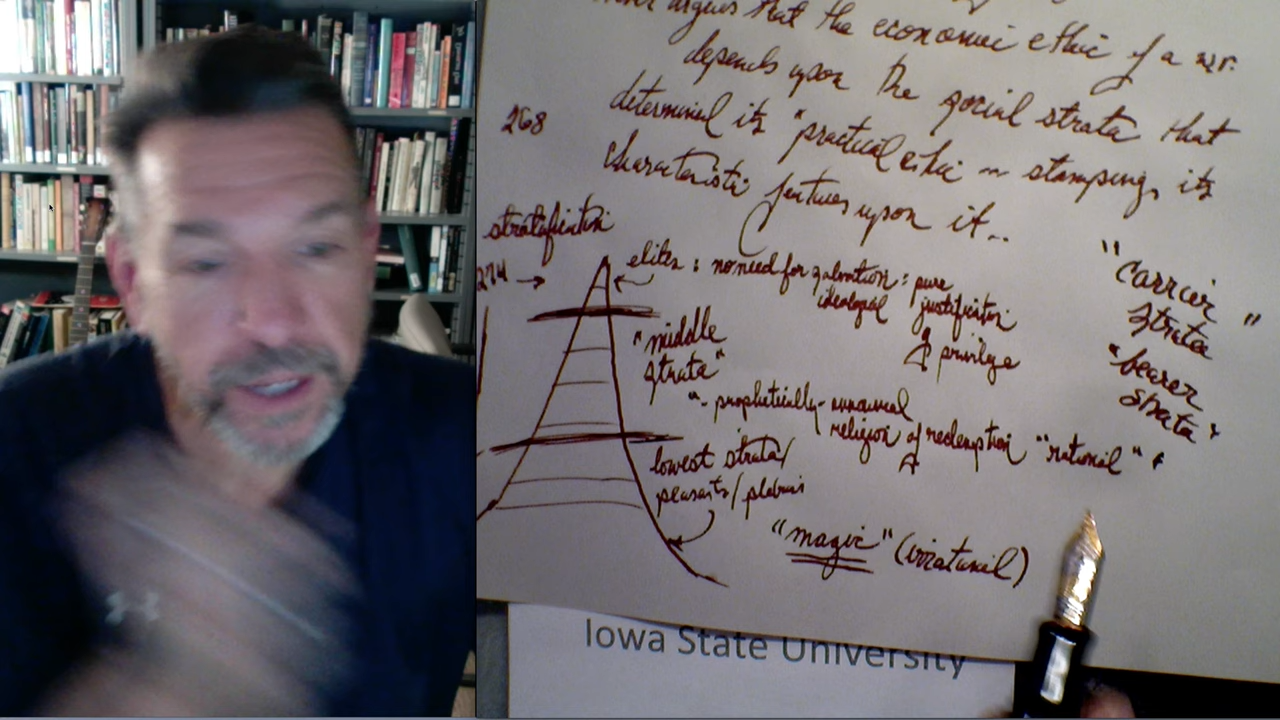 argues that the economic ethic of a wr.
depends upon the social strata that
268
determined its "practical ethic ~ stamping its
characteristic features upon it...
stratification
274 →
elites : no need for salvation : pure
ideological justification
of privilege
"carrier
strata"
"bearer
strata"
"middle
strata"
"~ prophetically-announced
religion of redemption "rational"
lowest strata/
peasants/plebeians
"magic" (irrational)
Iowa State University